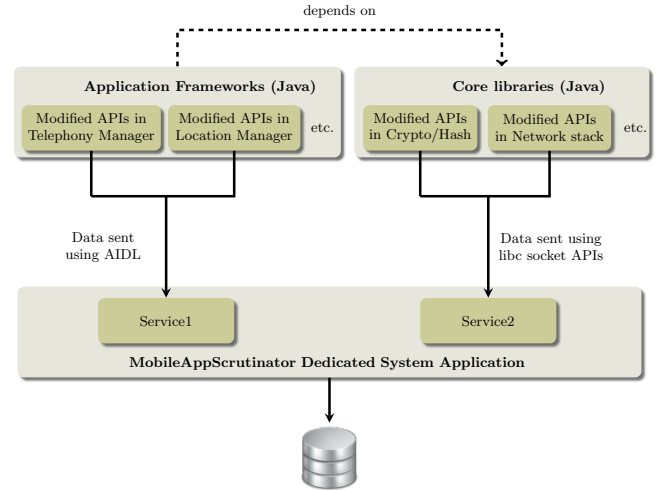 depends on
Application Frameworks (Java)
Modified APIs in
Telephony Manager
Modified APIs in
Location Manager
etc.
Core libraries (Java)
Modified APIs
in Crypto/Hash
Modified APIs
in Network stack
etc.
Data sent
using AIDL
Data sent using
libc socket APIs
Service1
Service2
MobileAppScrutinator Dedicated System Application